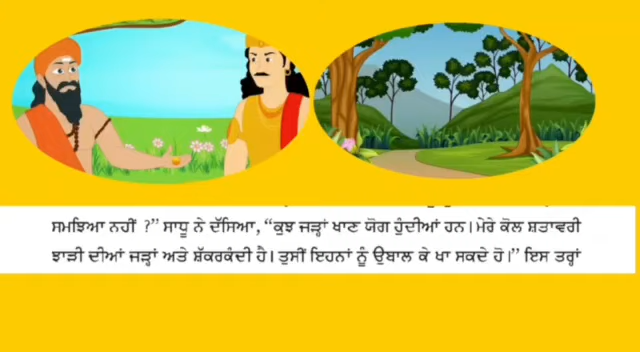 ਸਮਝਿਆ ਨਹੀਂ ?” ਸਾਧੂ ਨੇ ਦੱਸਿਆ, “ਕੁਝ ਜੜ੍ਹਾਂ ਖਾਣ ਯੋਗ ਹੁੰਦੀਆਂ ਹਨ। ਮੇਰੇ ਕੋਲ ਸ਼ਤਾਵਰੀ
ਝਾੜੀ ਦੀਆਂ ਜੜ੍ਹਾਂ ਅਤੇ ਸ਼ੱਕਰਕੰਦੀ ਹੈ। ਤੁਸੀਂ ਇਹਨਾਂ ਨੂੰ ਉਬਾਲ ਕੇ ਖਾ ਸਕਦੇ ਹੋ।” ਇਸ ਤਰ੍ਹਾਂ